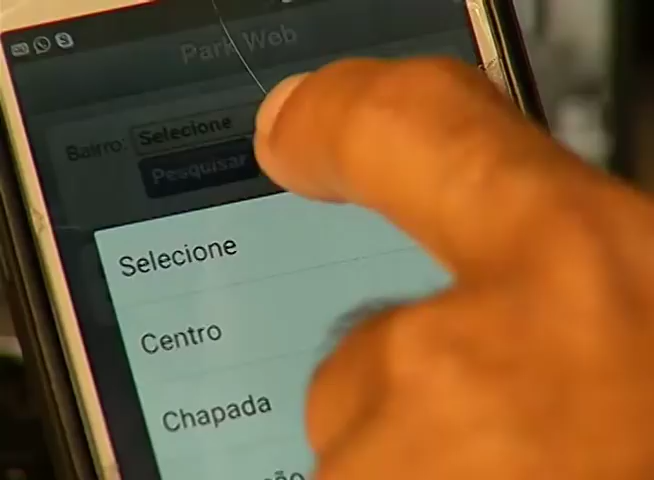 Park Web
Bairro: Selecione
Pesquisar
Selecione
Centro
Chapada